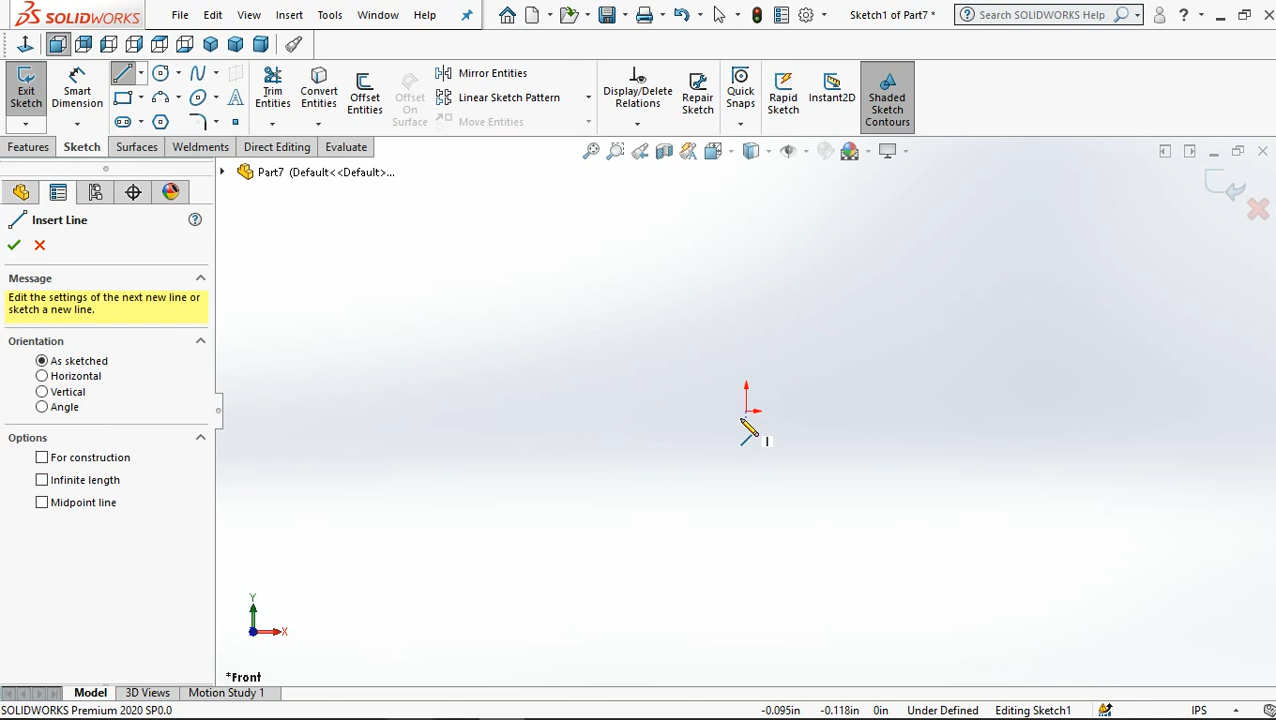 SOLIDWORKS File Edit View Insert Tools Window Help Sketch1 of Part7 * Search SOLIDWORKS Help ?
Exit Sketch
Smart Dimension
Trim Entities
Convert Entities
Offset Entities
Offset On Surface
Mirror Entities
Linear Sketch Pattern
Move Entities
Display/Delete Relations
Repair Sketch
Quick Snaps
Rapid Sketch
Instant2D
Shaded Sketch Contours
Features Sketch Surfaces Weldments Direct Editing Evaluate
Part7 (Default<<Default>...
Insert Line
Message
Edit the settings of the next new line or
sketch a new line.
Orientation
As sketched
Horizontal
Vertical
Angle
Options
For construction
Infinite length
Midpoint line
Y
X
*Front
Model 3D Views Motion Study 1
SOLIDWORKS Premium 2020 SP0.0 -0.095in -0.118in 0in Under Defined Editing Sketch1 IPS